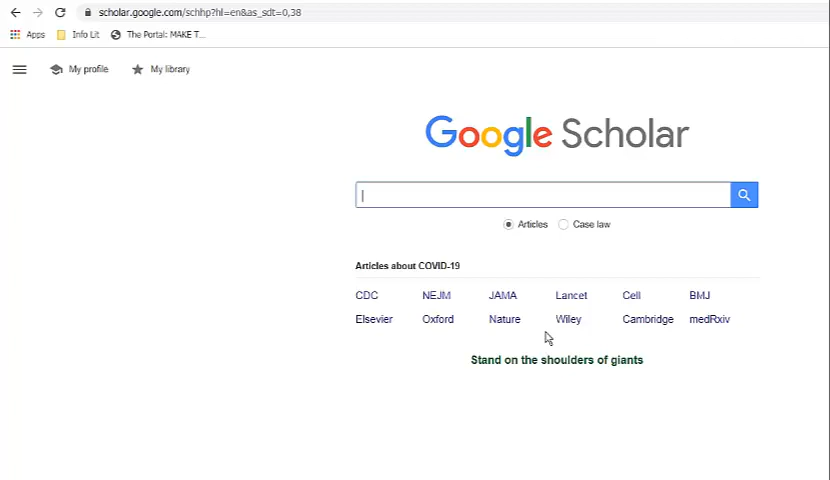 scholar.google.com/schhp?hl=en&as_sdt=0,38
Apps Info Lit The Portal: MAKE T...
My profile My library
Google Scholar
Articles Case law
Articles about COVID-19
CDC NEJM JAMA Lancet Cell BMJ
Elsevier Oxford Nature Wiley Cambridge medRxiv
Stand on the shoulders of giants